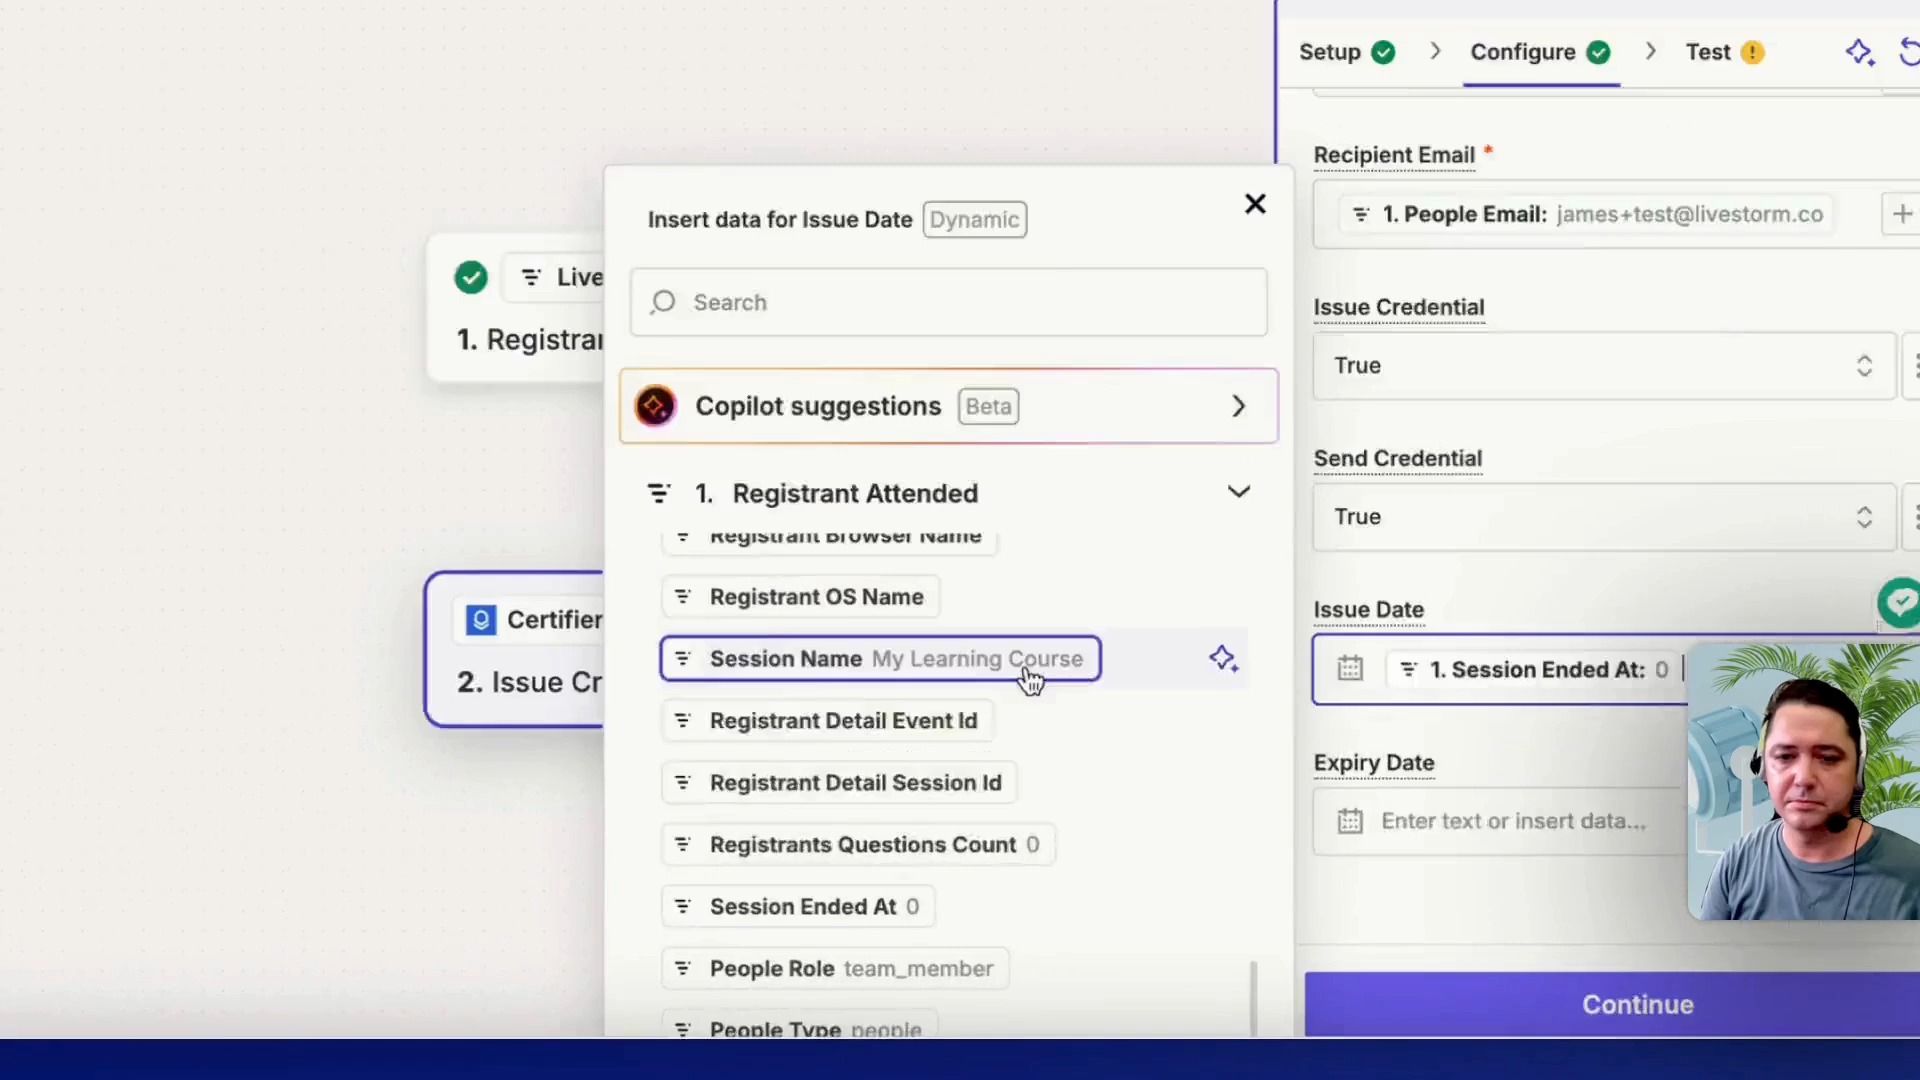 Setup
Configure
Test
Recipient Email *
1. People Email: james+test@livestorm.co
Issue Credential
True
Send Credential
True
Issue Date
1. Session Ended At: 0
Expiry Date
Enter text or insert data...
Continue
Live
1. Registrar
Certifier
2. Issue Cr
Insert data for Issue Date Dynamic
Search
Copilot suggestions Beta
1. Registrant Attended
Registrant Browser Name
Registrant OS Name
Session Name My Learning Course
Registrant Detail Event Id
Registrant Detail Session Id
Registrants Questions Count 0
Session Ended At 0
People Role team_member
People Type people